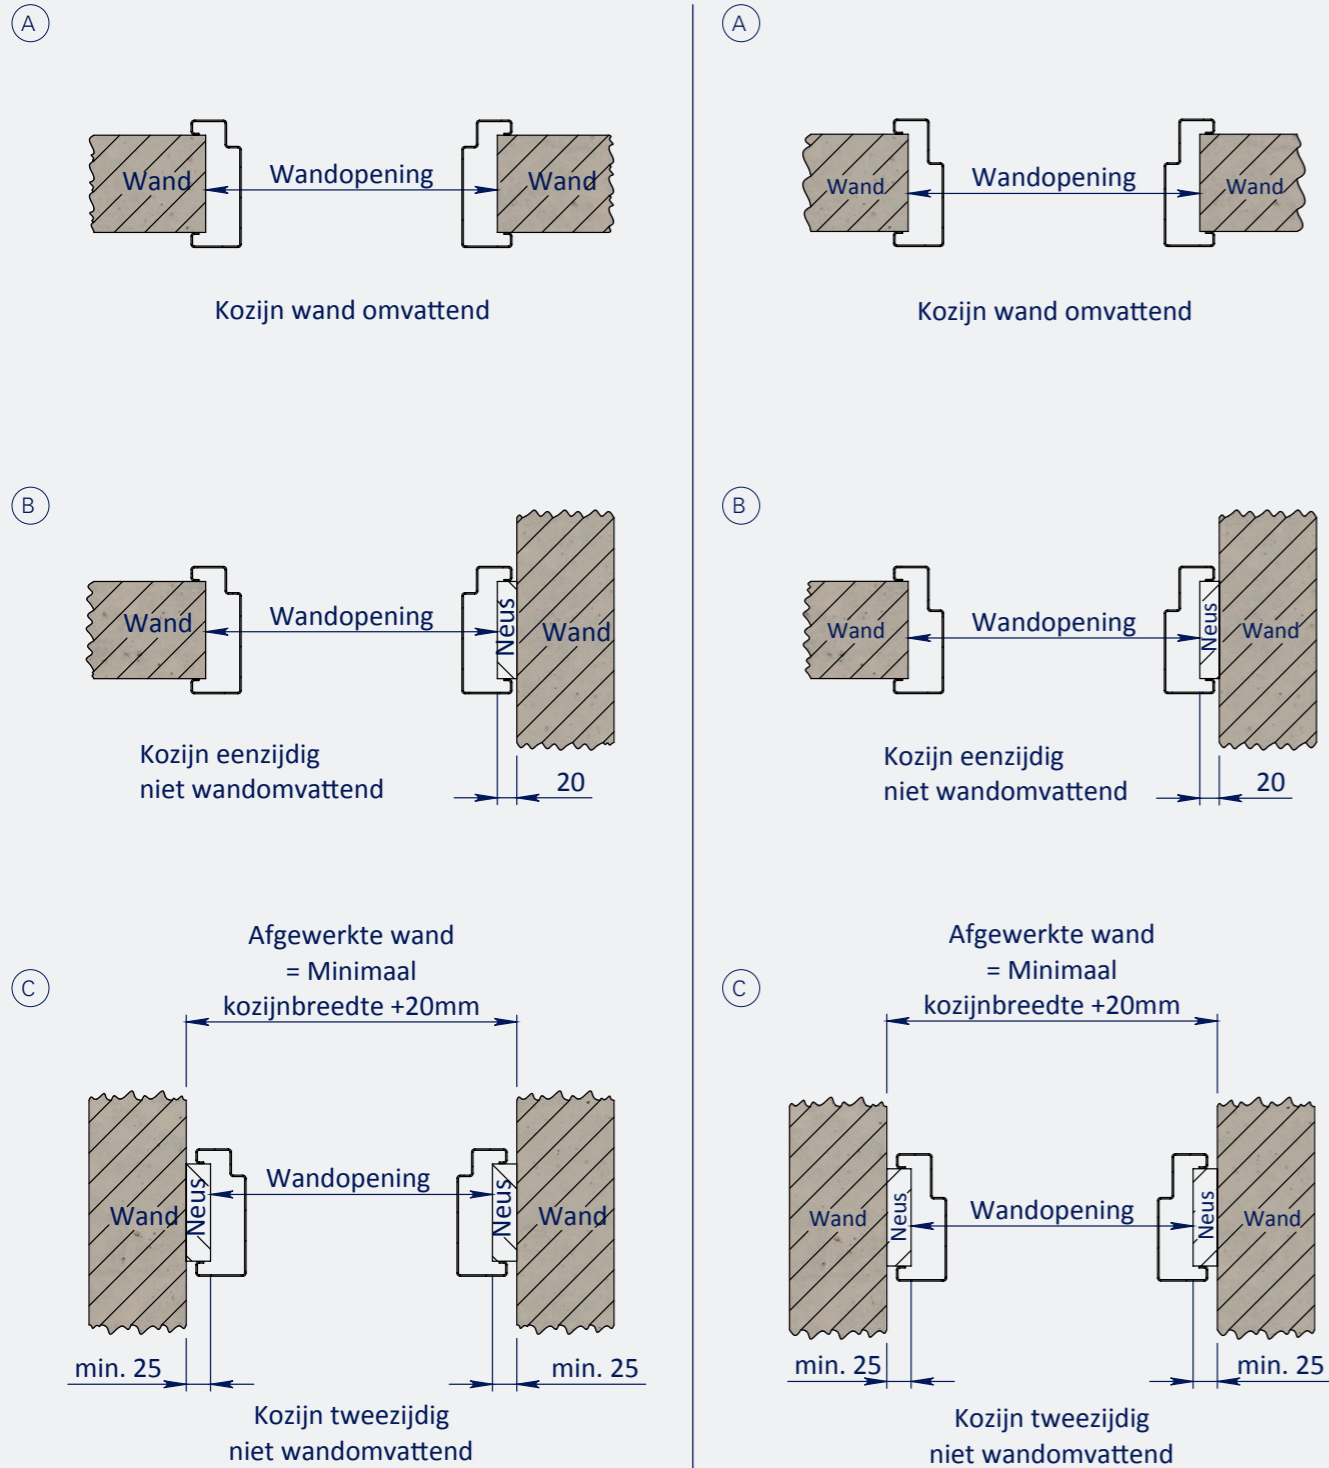 A
Wand
Wandopening
Wand
Kozijn wand omvattend
B
Wand
Wandopening
Neus
Wand
Kozijn eenzijdig
niet wandomvattend
20
Afgewerkte wand
= Minimaal
C
kozijnbreedte +20mm
Wand
Neus
Wandopening
Neus
Wand
min. 25
min. 25
Kozijn tweezijdig
niet wandomvattend
A
Wand
Wandopening
Wand
Kozijn wand omvattend
B
Wand
Wandopening
Neus
Wand
Kozijn eenzijdig
niet wandomvattend
20
Afgewerkte wand
= Minimaal
C
kozijnbreedte +20mm
Wand
Neus
Wandopening
Neus
Wand
min. 25
min. 25
Kozijn tweezijdig
niet wandomvattend